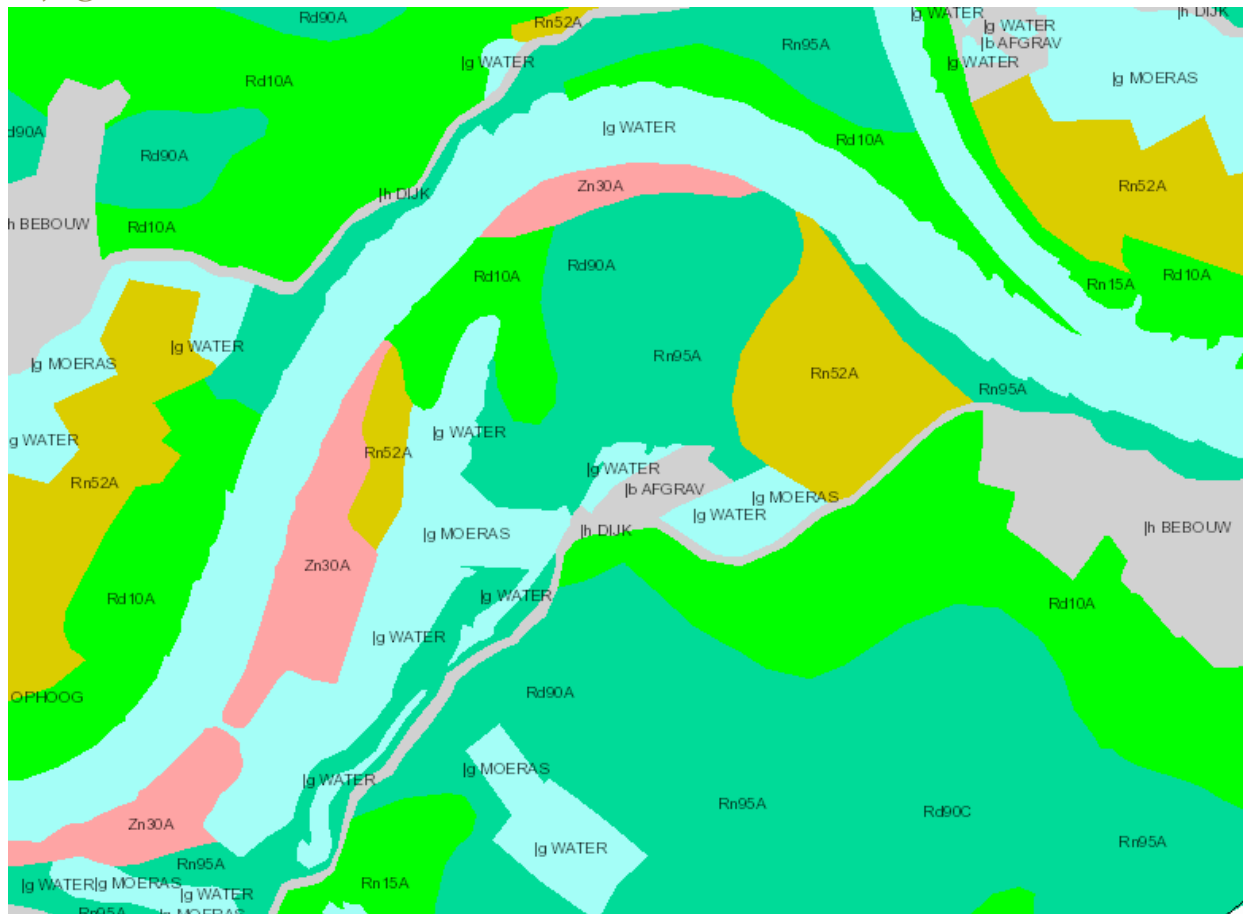 Rd90A
Rn52A
|g WATER
|h DIJK
|g WATER
|b AFGRAV
Rn95A
|g WATER
|g WATER
Rd10A
|g MOERAS
|g WATER
d90A
Rd90A
Rd10A
Zn30A
Rn52A
|h DIJK
h BEBOUW
Rd10A
Rd90A
Rd10A
Rd10A
Rn15A
|g WATER
Rn95A
|g MOERAS
Rn52A
Rn95A
|g WATER
g WATER
Rn52A
|g WATER
Rn52A
|b AFGRAV
|g MOERAS
|g WATER
|h DIJK
|h BEBOUW
|g MOERAS
Zn30A
|g WATER
Rd10A
Rd10A
|g WATER
Rd90A
OPHOOG
|g MOERAS
|g WATER
Rn95A
Rd90C
Zn30A
Rn95A
|g WATER
Rn95A
|g WATER
|g MOERAS
Rn15A
|g WATER
Rn95A
|g MOERAS